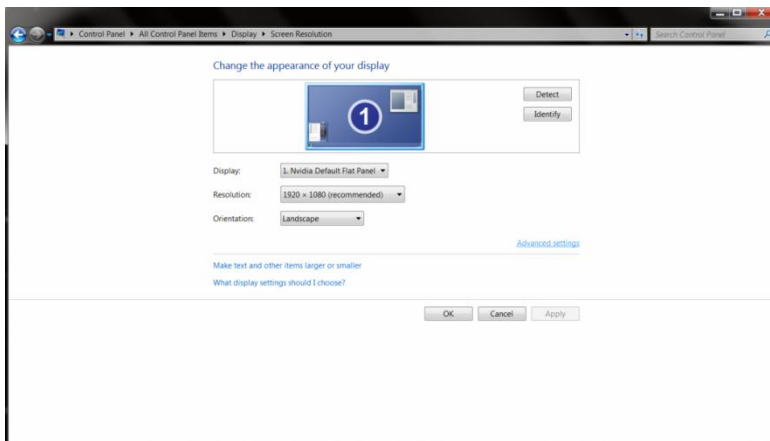 Control Panel ▸ All Control Panel Items ▸ Display ▸ Screen Resolution
Search Control Panel
Change the appearance of your display
1
Detect
Identify
Display: 1. Nvidia Default Flat Panel
Resolution: 1920 × 1080 (recommended)
Orientation: Landscape
Advanced settings
Make text and other items larger or smaller
What display settings should I choose?
OK Cancel Apply